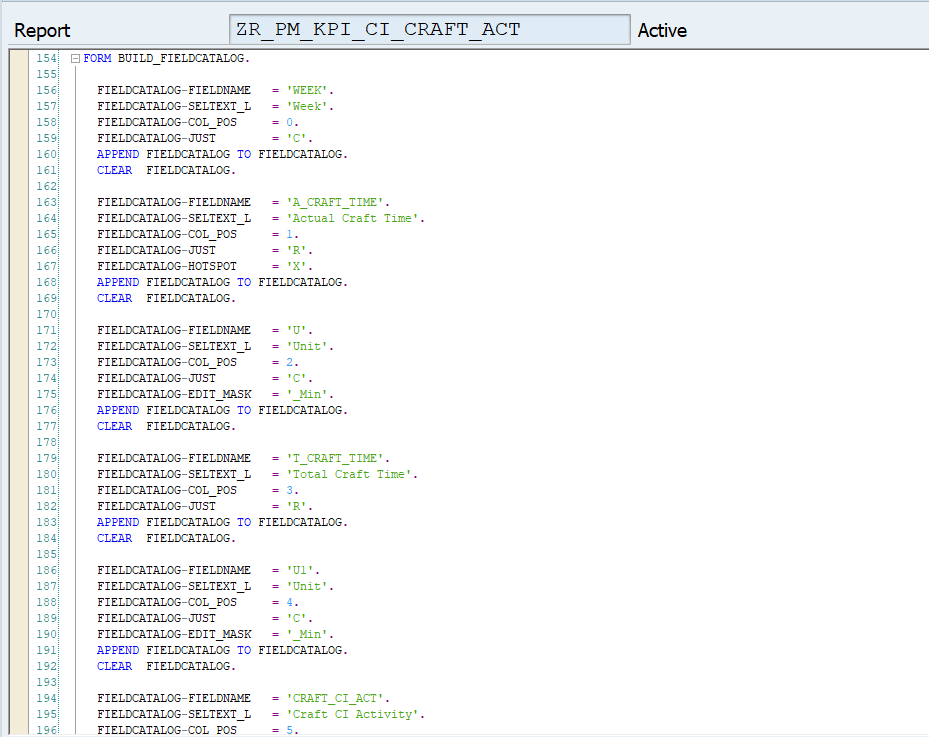 Report ZR_PM_KPI_CI_CRAFT_ACT Active
154 FORM BUILD_FIELDCATALOG.
155
156 FIELDCATALOG-FIELDNAME = 'WEEK'.
157 FIELDCATALOG-SELTEXT_L = 'Week'.
158 FIELDCATALOG-COL_POS = 0.
159 FIELDCATALOG-JUST = 'C'.
160 APPEND FIELDCATALOG TO FIELDCATALOG.
161 CLEAR FIELDCATALOG.
162
163 FIELDCATALOG-FIELDNAME = 'A_CRAFT_TIME'.
164 FIELDCATALOG-SELTEXT_L = 'Actual Craft Time'.
165 FIELDCATALOG-COL_POS = 1.
166 FIELDCATALOG-JUST = 'R'.
167 FIELDCATALOG-HOTSPOT = 'X'.
168 APPEND FIELDCATALOG TO FIELDCATALOG.
169 CLEAR FIELDCATALOG.
170
171 FIELDCATALOG-FIELDNAME = 'U'.
172 FIELDCATALOG-SELTEXT_L = 'Unit'.
173 FIELDCATALOG-COL_POS = 2.
174 FIELDCATALOG-JUST = 'C'.
175 FIELDCATALOG-EDIT_MASK = '_Min'.
176 APPEND FIELDCATALOG TO FIELDCATALOG.
177 CLEAR FIELDCATALOG.
178
179 FIELDCATALOG-FIELDNAME = 'T_CRAFT_TIME'.
180 FIELDCATALOG-SELTEXT_L = 'Total Craft Time'.
181 FIELDCATALOG-COL_POS = 3.
182 FIELDCATALOG-JUST = 'R'.
183 APPEND FIELDCATALOG TO FIELDCATALOG.
184 CLEAR FIELDCATALOG.
185
186 FIELDCATALOG-FIELDNAME = 'U1'.
187 FIELDCATALOG-SELTEXT_L = 'Unit'.
188 FIELDCATALOG-COL_POS = 4.
189 FIELDCATALOG-JUST = 'C'.
190 FIELDCATALOG-EDIT_MASK = '_Min'.
191 APPEND FIELDCATALOG TO FIELDCATALOG.
192 CLEAR FIELDCATALOG.
193
194 FIELDCATALOG-FIELDNAME = 'CRAFT_CI_ACT'.
195 FIELDCATALOG-SELTEXT_L = 'Craft CI Activity'.
196 FIELDCATALOG-COL_POS = 5.